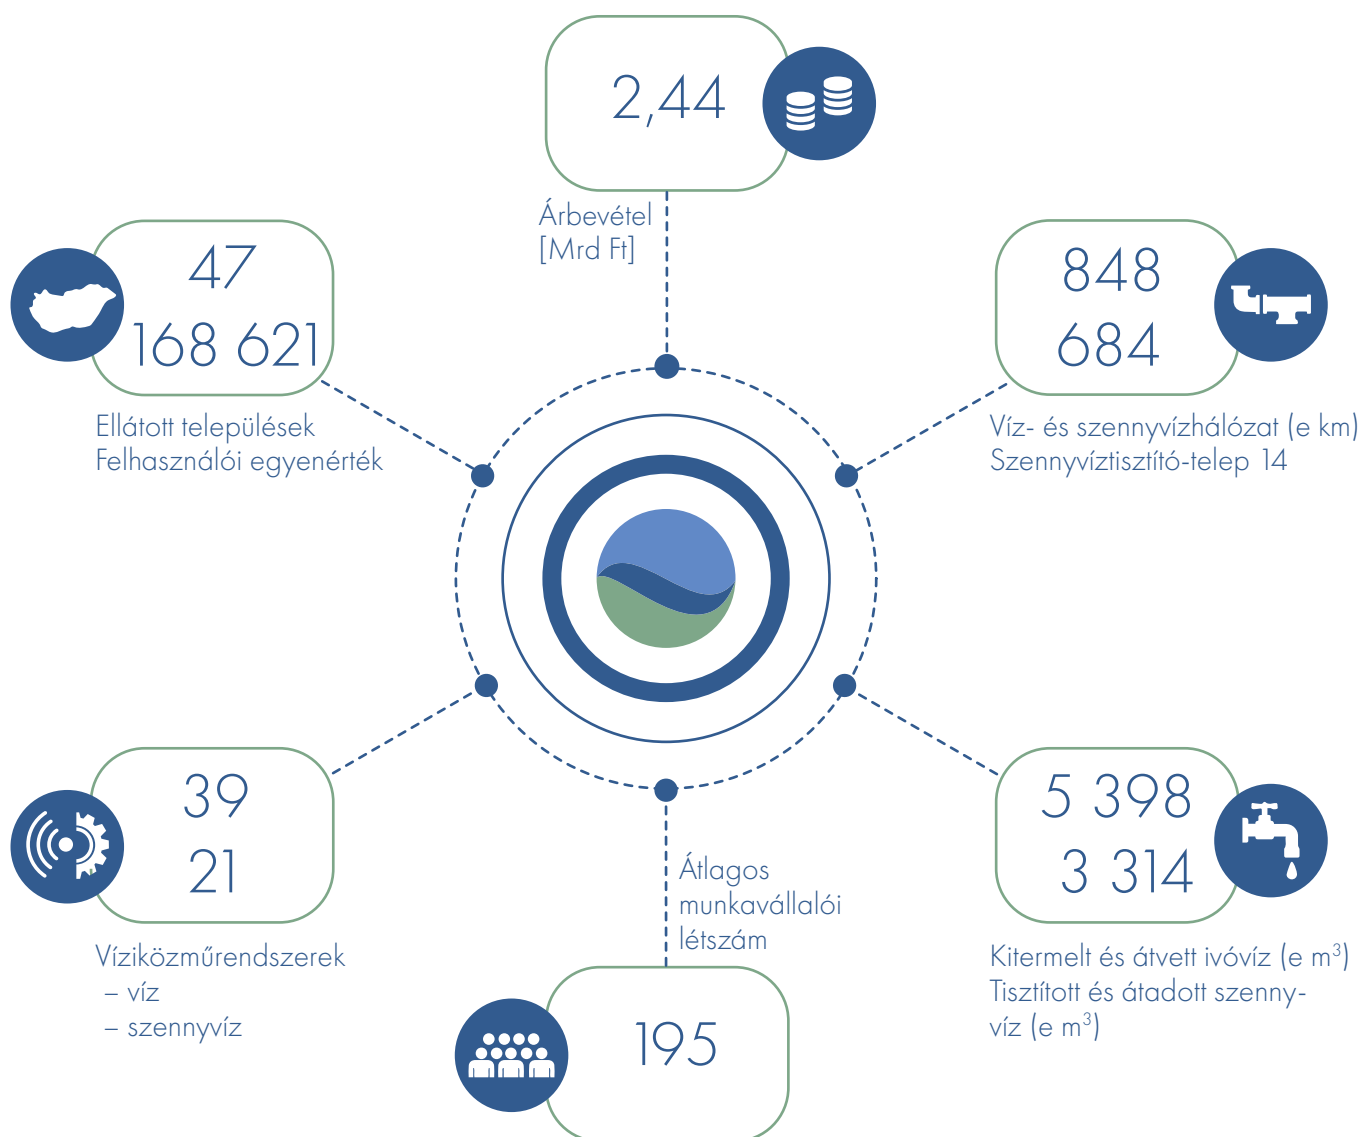 2,44
Árbevétel
[Mrd Ft]
47
168 621
Ellátott települések
Felhasználói egyenérték
848
684
Víz- és szennyvízhálózat (e km)
Szennyvíztisztító-telep 14
39
21
Víziközműrendszerek
– víz
– szennyvíz
5 398
3 314
Kitermelt és átvett ivóvíz (e m³)
Tisztított és átadott szenny-
víz (e m³)
Átlagos
munkavállalói
létszám
195